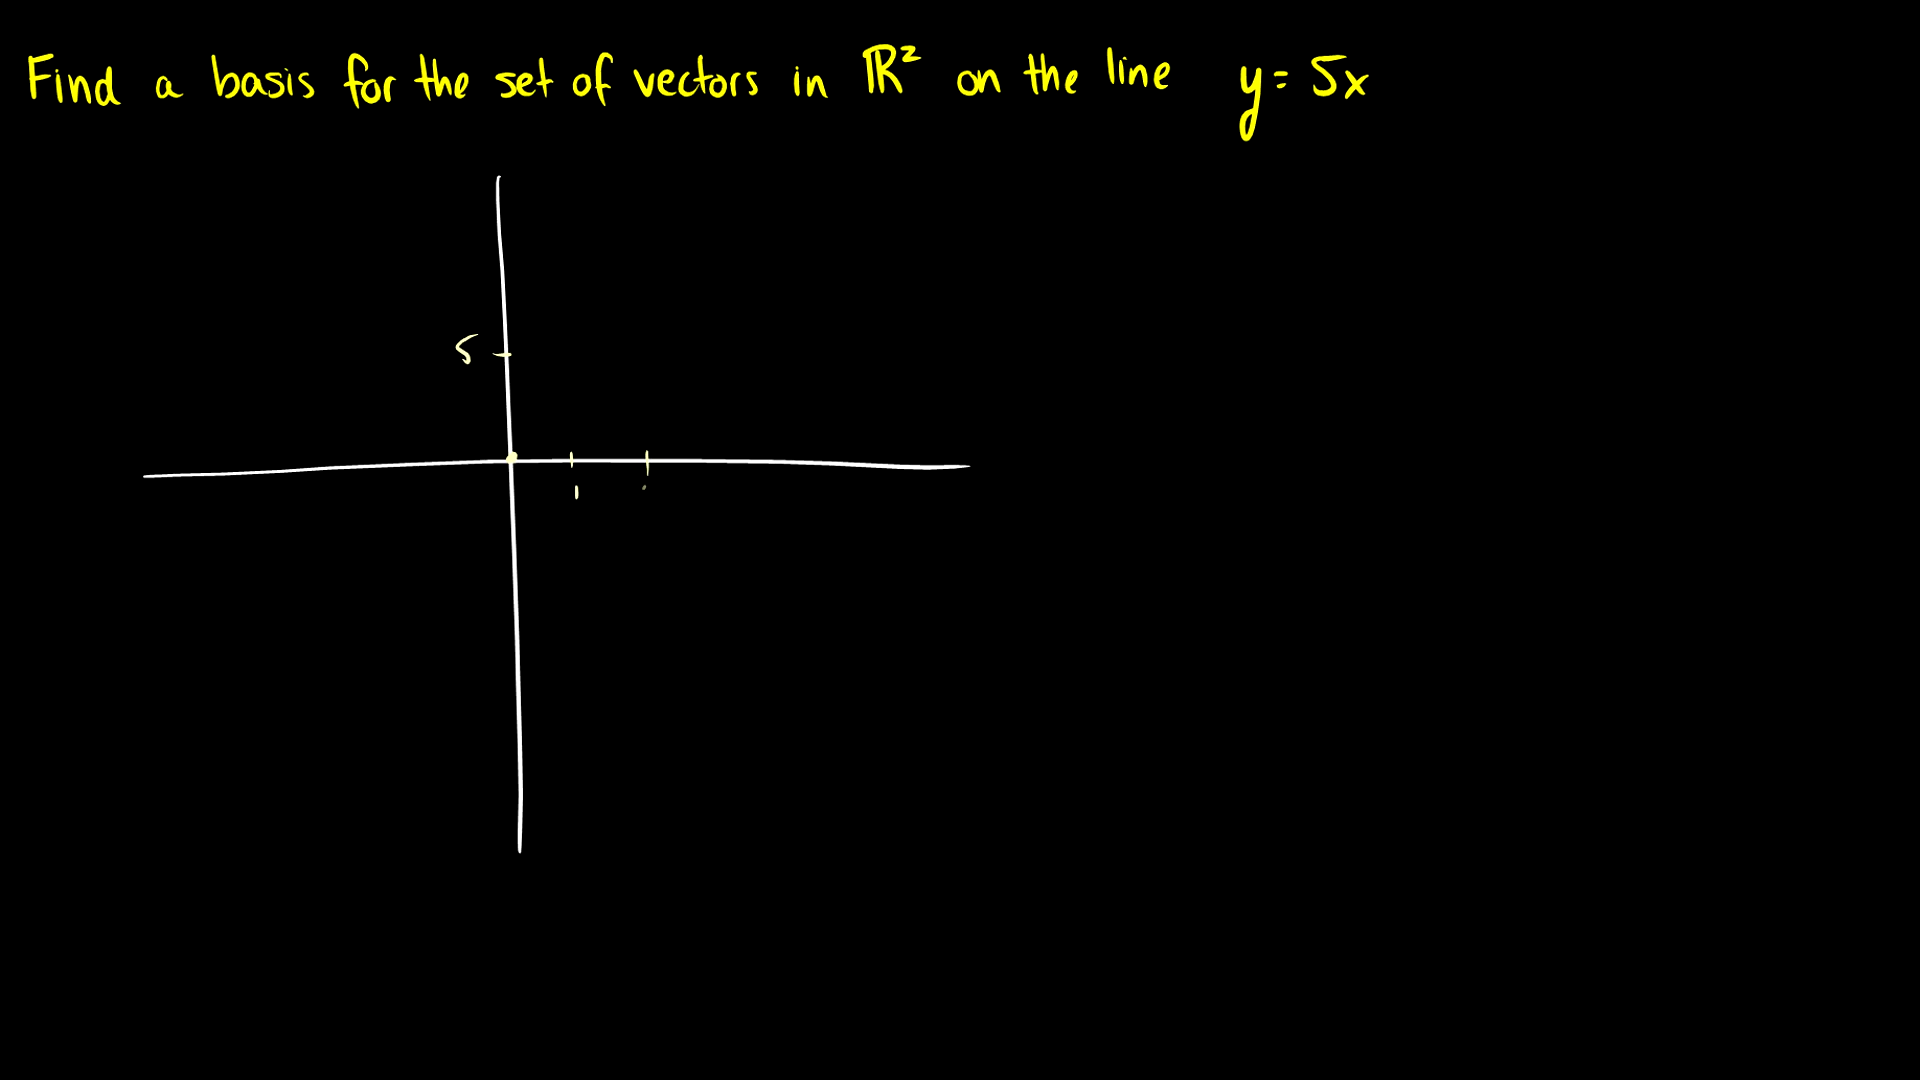 Find a basis for the set of vectors in ℝ² on the line y = 5x
5
1